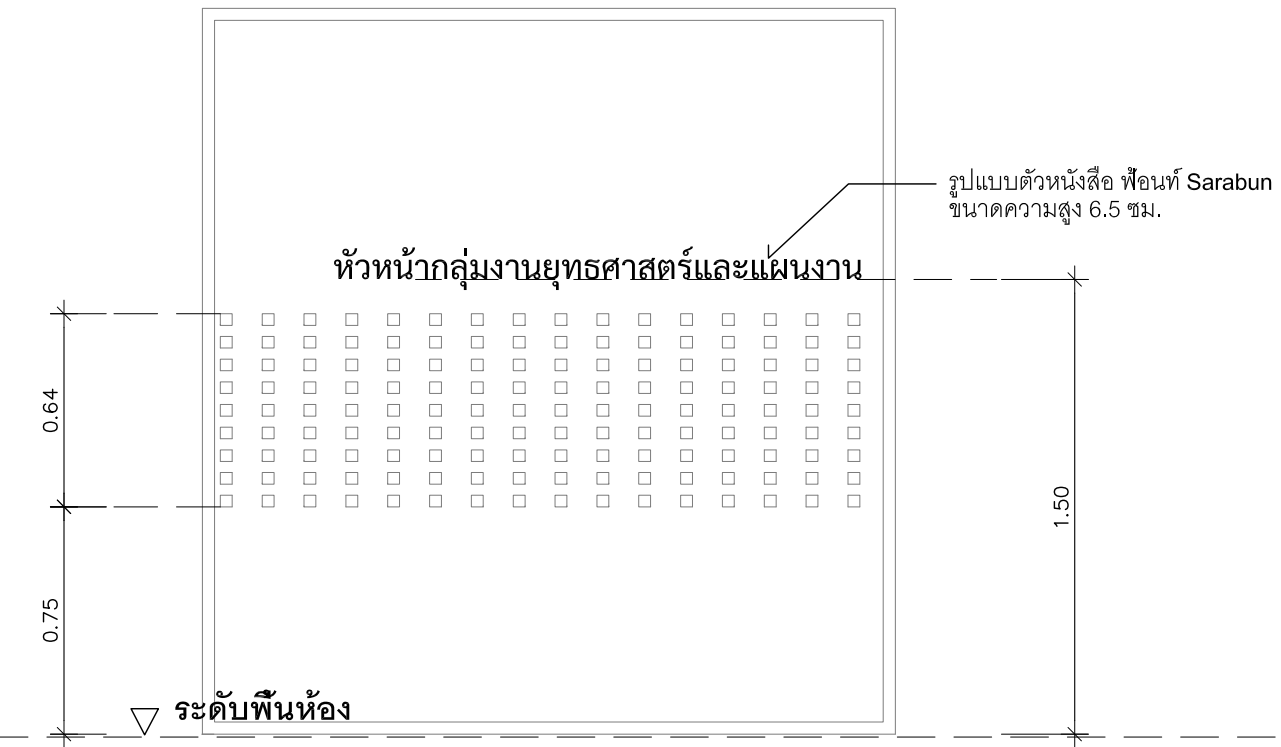 รูปแบบตัวหนังสือ ฟ้อนท์ Sarabun
ขนาดความสูง 6.5 ซม.
หัวหน้ากลุ่มงานยุทธศาสตร์และแผนงาน
0.64
1.50
0.75
ระดับพื้นห้อง